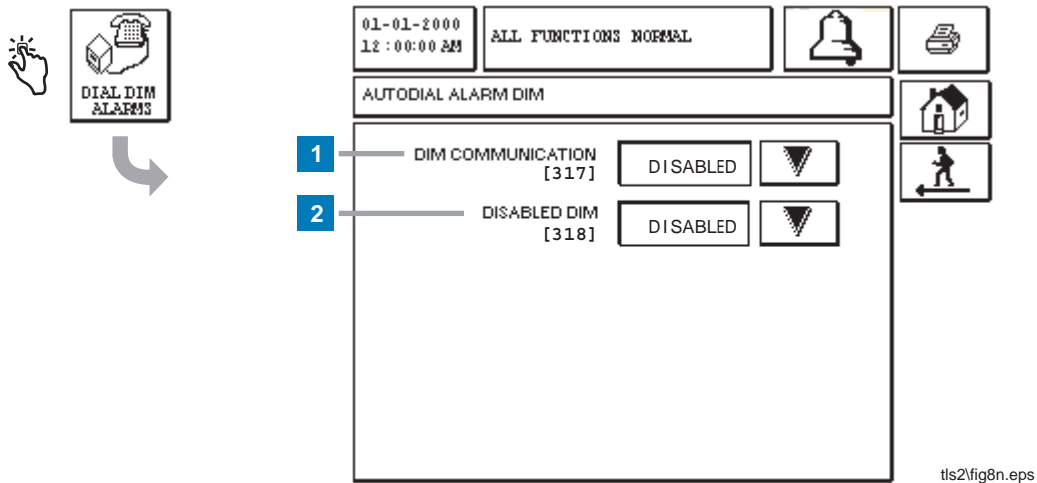 DIAL DIM
ALARMS
01-01-2000
12:00:00 AM
ALL FUNCTIONS NORMAL
AUTODIAL ALARM DIM
1
DIM COMMUNICATION
[317]
DISABLED
2
DISABLED DIM
[318]
DISABLED
tls2\fig8n.eps